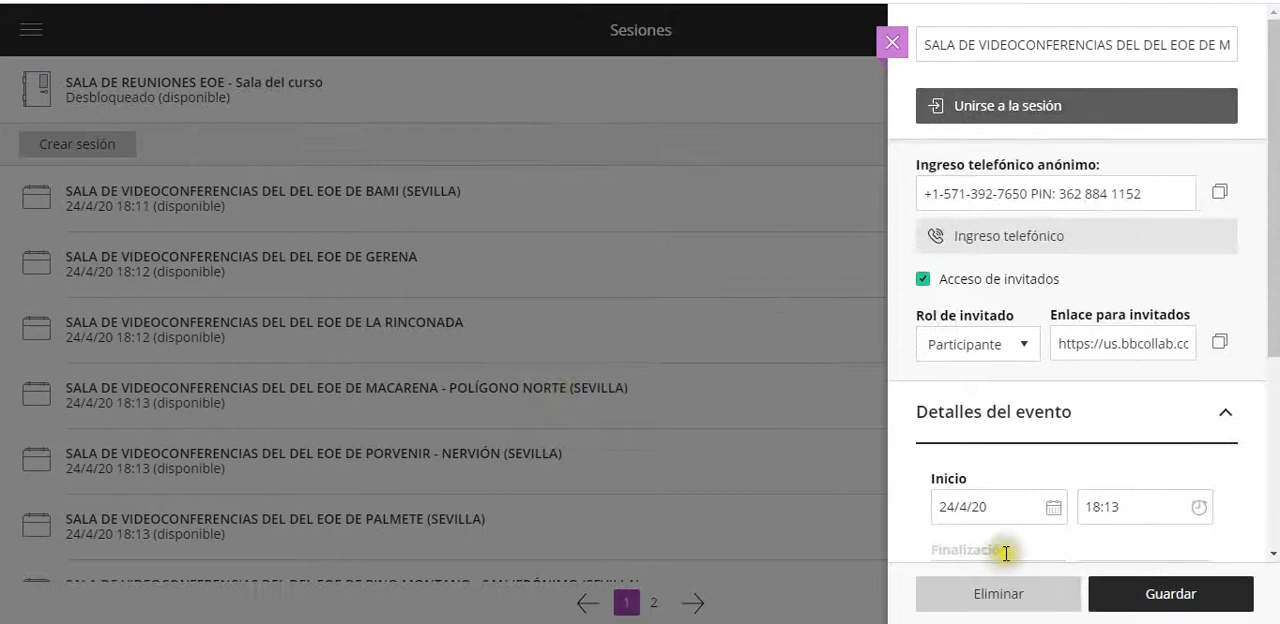 Sesiones
SALA DE REUNIONES EOE - Sala del curso
Desbloqueado (disponible)
Crear sesión
SALA DE VIDEOCONFERENCIAS DEL DEL EOE DE BAMI (SEVILLA)
24/4/20 18:11 (disponible)
SALA DE VIDEOCONFERENCIAS DEL DEL EOE DE GERENA
24/4/20 18:12 (disponible)
SALA DE VIDEOCONFERENCIAS DEL DEL EOE DE LA RINCONADA
24/4/20 18:12 (disponible)
SALA DE VIDEOCONFERENCIAS DEL DEL EOE DE MACARENA - POLÍGONO NORTE (SEVILLA)
24/4/20 18:13 (disponible)
SALA DE VIDEOCONFERENCIAS DEL DEL EOE DE PORVENIR - NERVIÓN (SEVILLA)
24/4/20 18:13 (disponible)
SALA DE VIDEOCONFERENCIAS DEL DEL EOE DE PALMETE (SEVILLA)
24/4/20 18:13 (disponible)
1 2
SALA DE VIDEOCONFERENCIAS DEL DEL EOE DE M
Unirse a la sesión
Ingreso telefónico anónimo:
+1-571-392-7650 PIN: 362 884 1152
Ingreso telefónico
Acceso de invitados
Rol de invitado Enlace para invitados
Participante https://us.bbcollab.cc
Detalles del evento
Inicio
24/4/20 18:13
Eliminar Guardar